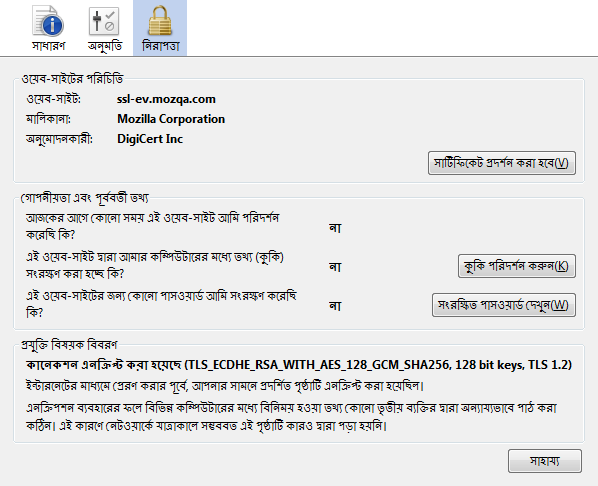 সাধারণ অনুমতি নিরাপত্তা
ওয়েব-সাইটের পরিচিতি
ওয়েব-সাইট: ssl-ev.mozqa.com
মালিকানা: Mozilla Corporation
অনুমোদনকারী: DigiCert Inc
সার্টিফিকেট প্রদর্শন করা হবে(V)
গোপনীয়তা এবং পূর্ববর্তী তথ্য
আজকের আগে কোনো সময় এই ওয়েব-সাইট আমি পরিদর্শন
করেছি কি? না
এই ওয়েব-সাইট দ্বারা আমার কম্পিউটারের মধ্যে তথ্য (কুকি)
সংরক্ষণ করা হচ্ছে কি? না কুকি পরিদর্শন করুন(K)
এই ওয়েব-সাইটের জন্য কোনো পাসওয়ার্ড আমি সংরক্ষণ করেছি
কি? না সংরক্ষিত পাসওয়ার্ড দেখুন(W)
প্রযুক্তি বিষয়ক বিবরণ
কানেকশন এনক্রিপ্ট করা হয়েছে (TLS_ECDHE_RSA_WITH_AES_128_GCM_SHA256, 128 bit keys, TLS 1.2)
ইন্টারনেটের মাধ্যমে প্রেরণ করার পূর্বে, আপনার সামনে প্রদর্শিত পৃষ্ঠাটি এনক্রিপ্ট করা হয়েছিল।
এনক্রিপশন ব্যবহারের ফলে বিভিন্ন কম্পিউটারের মধ্যে বিনিময় হওয়া তথ্য কোনো তৃতীয় ব্যক্তির দ্বারা অন্যায্যভাবে পাঠ করা
কঠিন। এই কারণে নেটওয়ার্কে যাত্রাকালে সম্ভবত এই পৃষ্ঠাটি কারও দ্বারা পড়া হয়নি।
সাহায্য